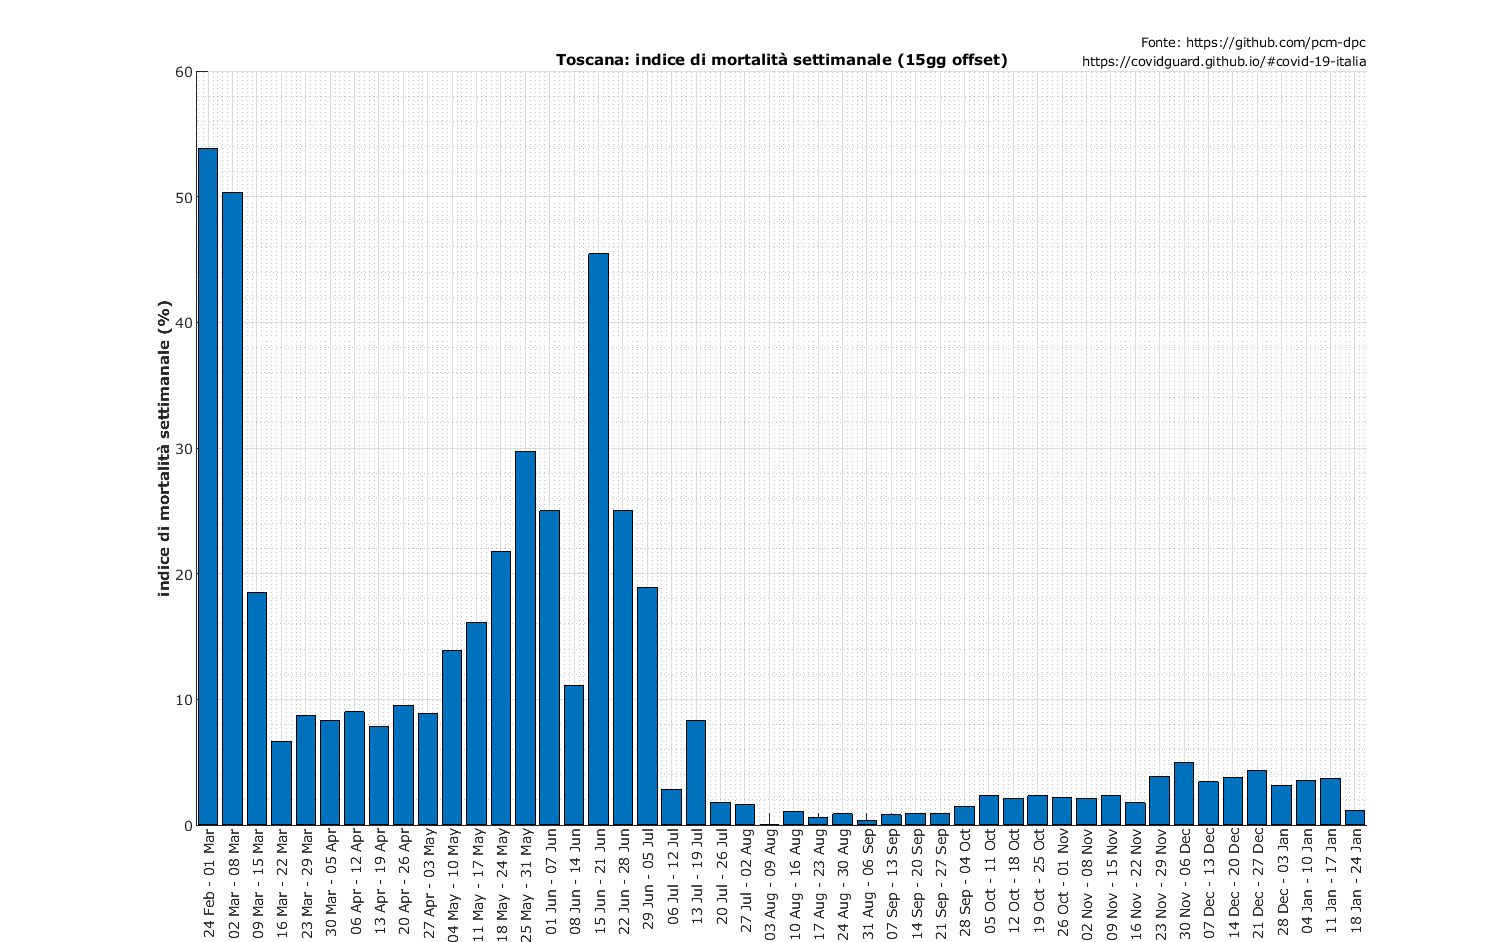 Fonte: https://github.com/pcm-dpc
https://covidguard.github.io/#covid-19-italia
Toscana: indice di mortalità settimanale (15gg offset)
indice di mortalità settimanale (%)
60
50
40
30
20
10
0
24 Feb - 01 Mar
02 Mar - 08 Mar
09 Mar - 15 Mar
16 Mar - 22 Mar
23 Mar - 29 Mar
30 Mar - 05 Apr
06 Apr - 12 Apr
13 Apr - 19 Apr
20 Apr - 26 Apr
27 Apr - 03 May
04 May - 10 May
11 May - 17 May
18 May - 24 May
25 May - 31 May
01 Jun - 07 Jun
08 Jun - 14 Jun
15 Jun - 21 Jun
22 Jun - 28 Jun
29 Jun - 05 Jul
06 Jul - 12 Jul
13 Jul - 19 Jul
20 Jul - 26 Jul
27 Jul - 02 Aug
03 Aug - 09 Aug
10 Aug - 16 Aug
17 Aug - 23 Aug
24 Aug - 30 Aug
31 Aug - 06 Sep
07 Sep - 13 Sep
14 Sep - 20 Sep
21 Sep - 27 Sep
28 Sep - 04 Oct
05 Oct - 11 Oct
12 Oct - 18 Oct
19 Oct - 25 Oct
26 Oct - 01 Nov
02 Nov - 08 Nov
09 Nov - 15 Nov
16 Nov - 22 Nov
23 Nov - 29 Nov
30 Nov - 06 Dec
07 Dec - 13 Dec
14 Dec - 20 Dec
21 Dec - 27 Dec
28 Dec - 03 Jan
04 Jan - 10 Jan
11 Jan - 17 Jan
18 Jan - 24 Jan